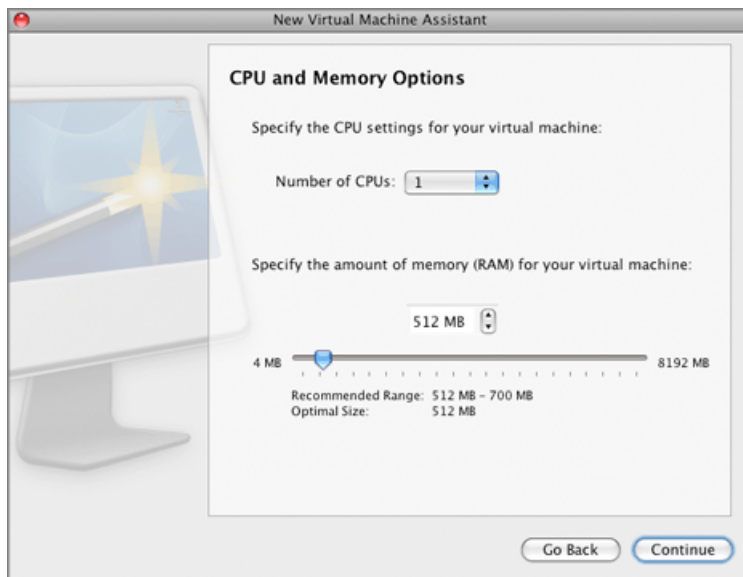 New Virtual Machine Assistant
CPU and Memory Options
Specify the CPU settings for your virtual machine:
Number of CPUs: 1
Specify the amount of memory (RAM) for your virtual machine:
512 MB
4 MB 8192 MB
Recommended Range: 512 MB - 700 MB
Optimal Size: 512 MB
Go Back Continue